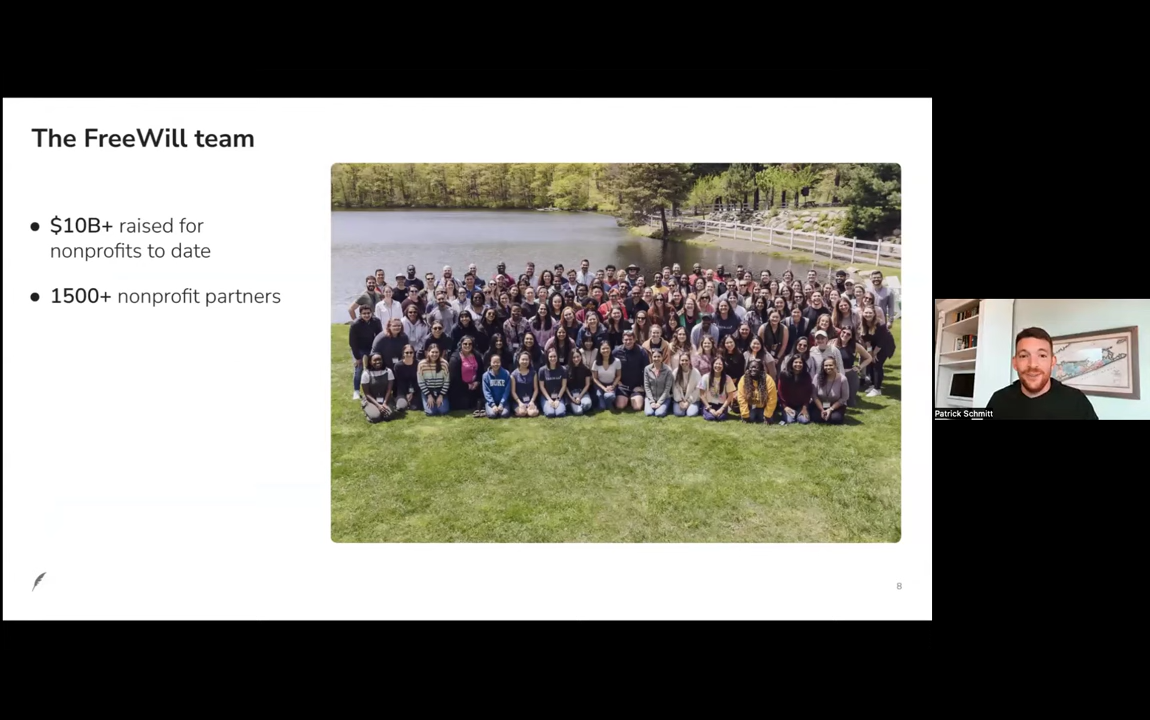 The FreeWill team
● $10B+ raised for
nonprofits to date
● 1500+ nonprofit partners
8
Patrick Schmitt